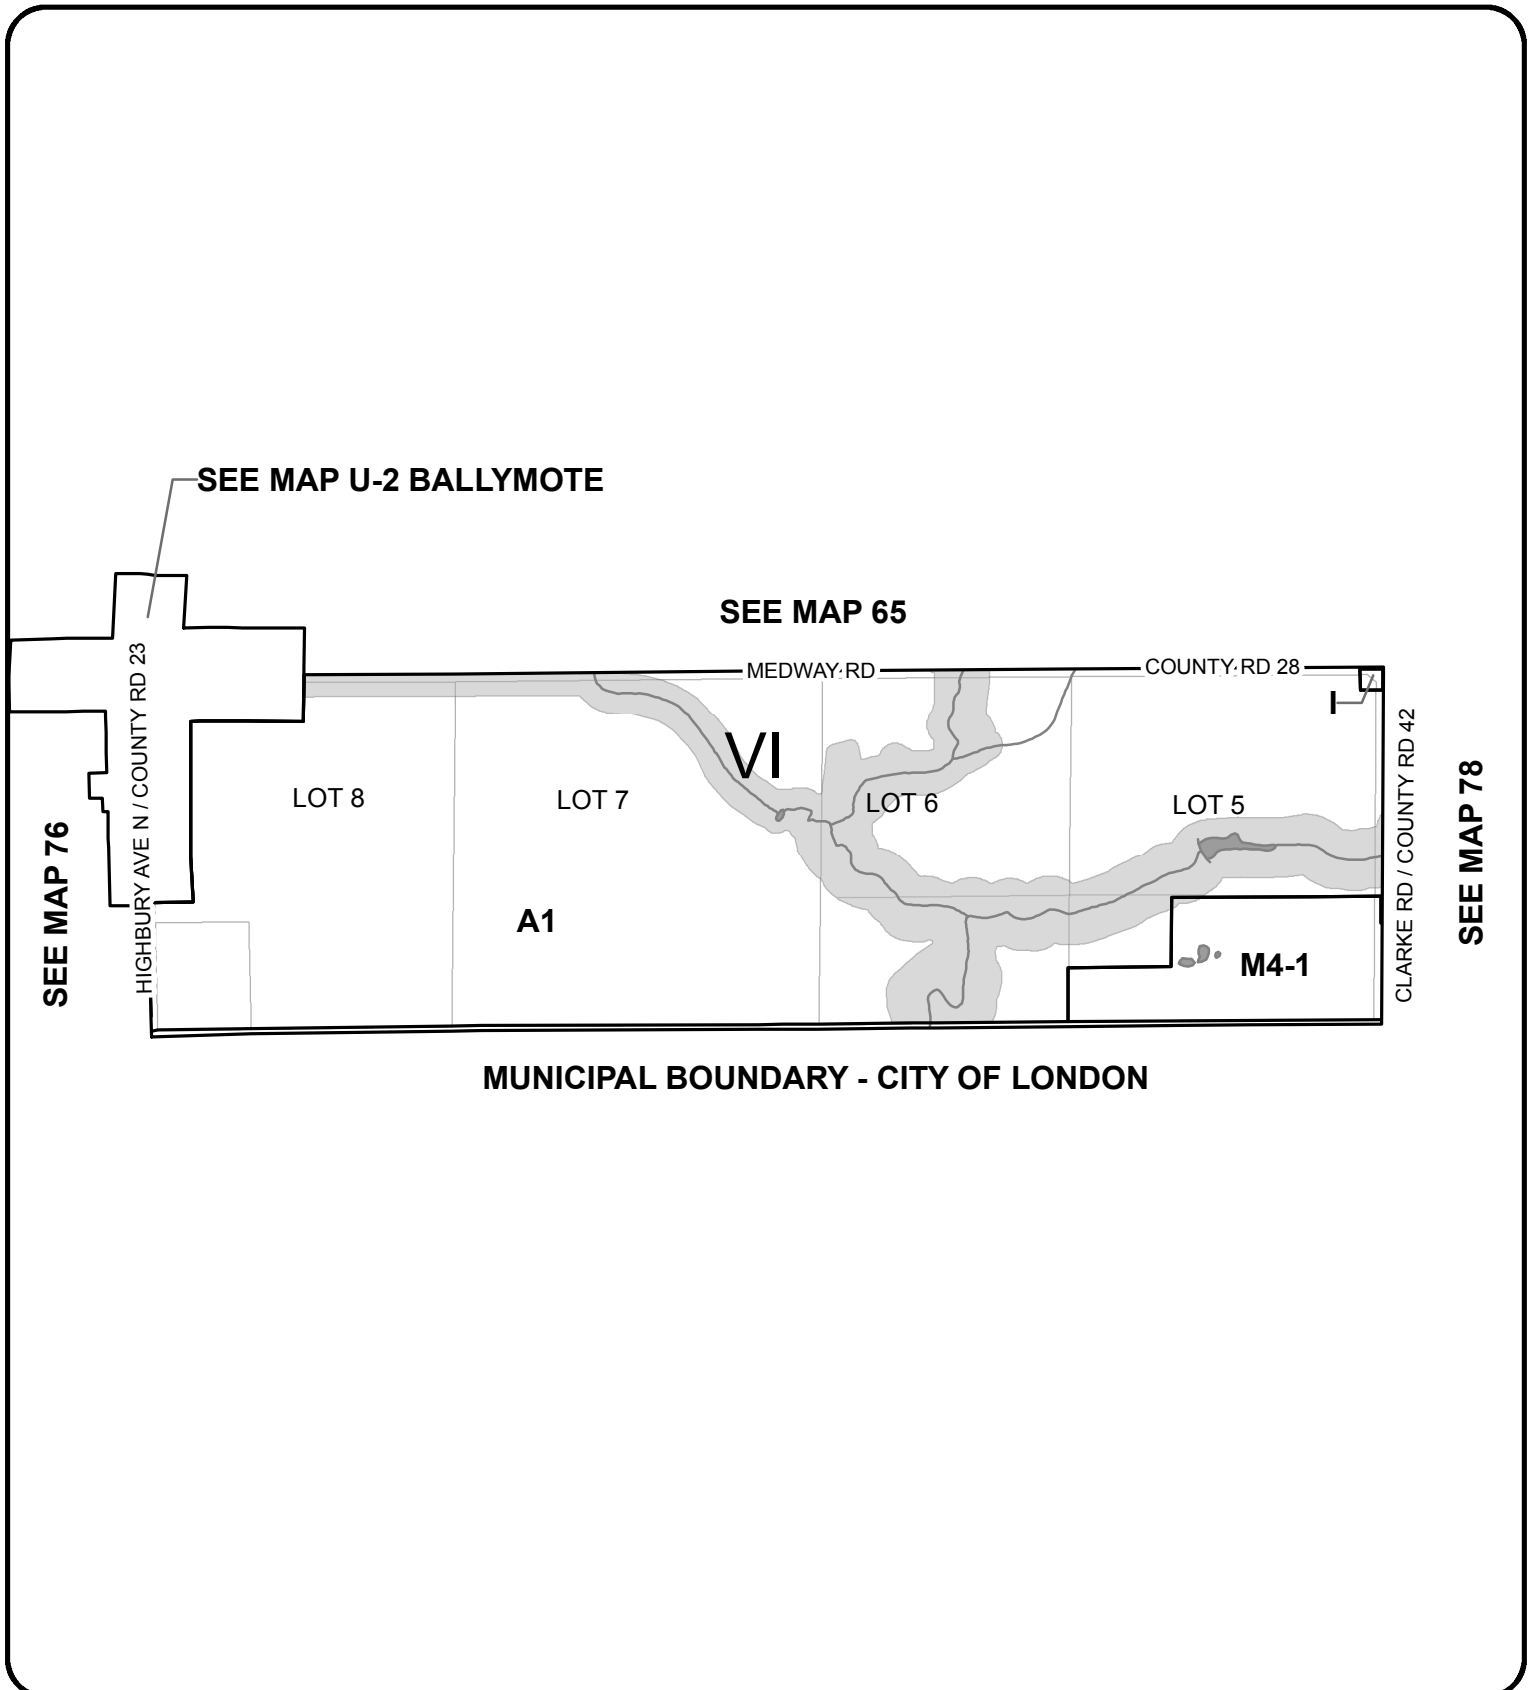 SEE MAP U-2 BALLYMOTE
SEE MAP 65
MEDWAY RD
COUNTY RD 28
HIGHBURY AVE N / COUNTY RD 23
I
VI
LOT 8
LOT 7
LOT 6
LOT 5
CLARKE RD / COUNTY RD 42
SEE MAP 76
SEE MAP 78
A1
M4-1
MUNICIPAL BOUNDARY - CITY OF LONDON